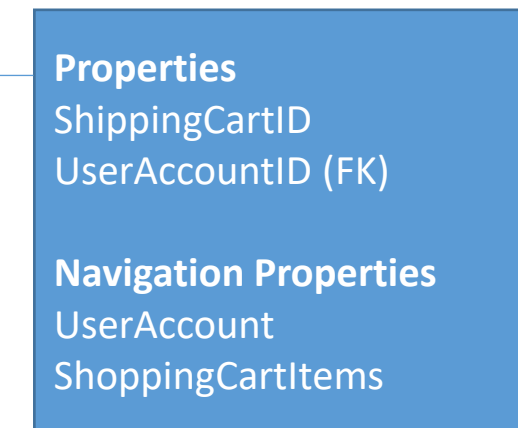 Properties
ShippingCartID
UserAccountID (FK)
Navigation Properties
UserAccount
ShoppingCartItems